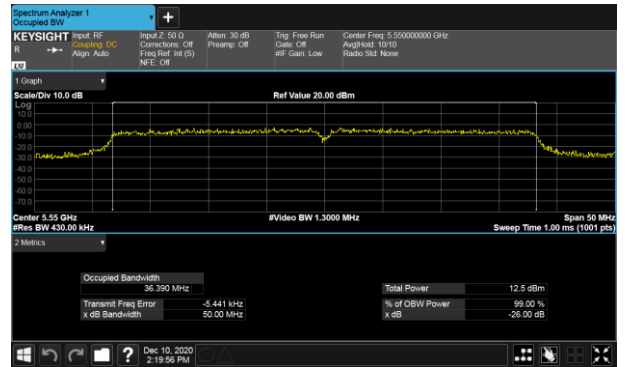 Spectrum Analyzer 1
Occupied BW
+
KEYSIGHT Input: RF Input Z: 50 Ω Atten: 30 dB Trig: Free Run Center Freq: 5.550000000 GHz
R Coupling: DC Corrections: Off Preamp: Off Gate: Off Avg|Hold: 10/10
Align: Auto Freq Ref: Int (S) #IF Gain: Low Radio Std: None
LXI NFE: Off
1 Graph
Scale/Div 10.0 dB Ref Value 20.00 dBm
Log
10.0
0.00
-10.0
-20.0
-30.0
-40.0
-50.0
-60.0
-70.0
Center 5.55 GHz #Video BW 1.3000 MHz Span 50 MHz
#Res BW 430.00 kHz Sweep Time 1.00 ms (1001 pts)
2 Metrics
Occupied Bandwidth
36.390 MHz Total Power 12.5 dBm
Transmit Freq Error -5.441 kHz % of OBW Power 99.00 %
x dB Bandwidth 50.00 MHz x dB -26.00 dB
? Dec 10, 2020
2:19:56 PM